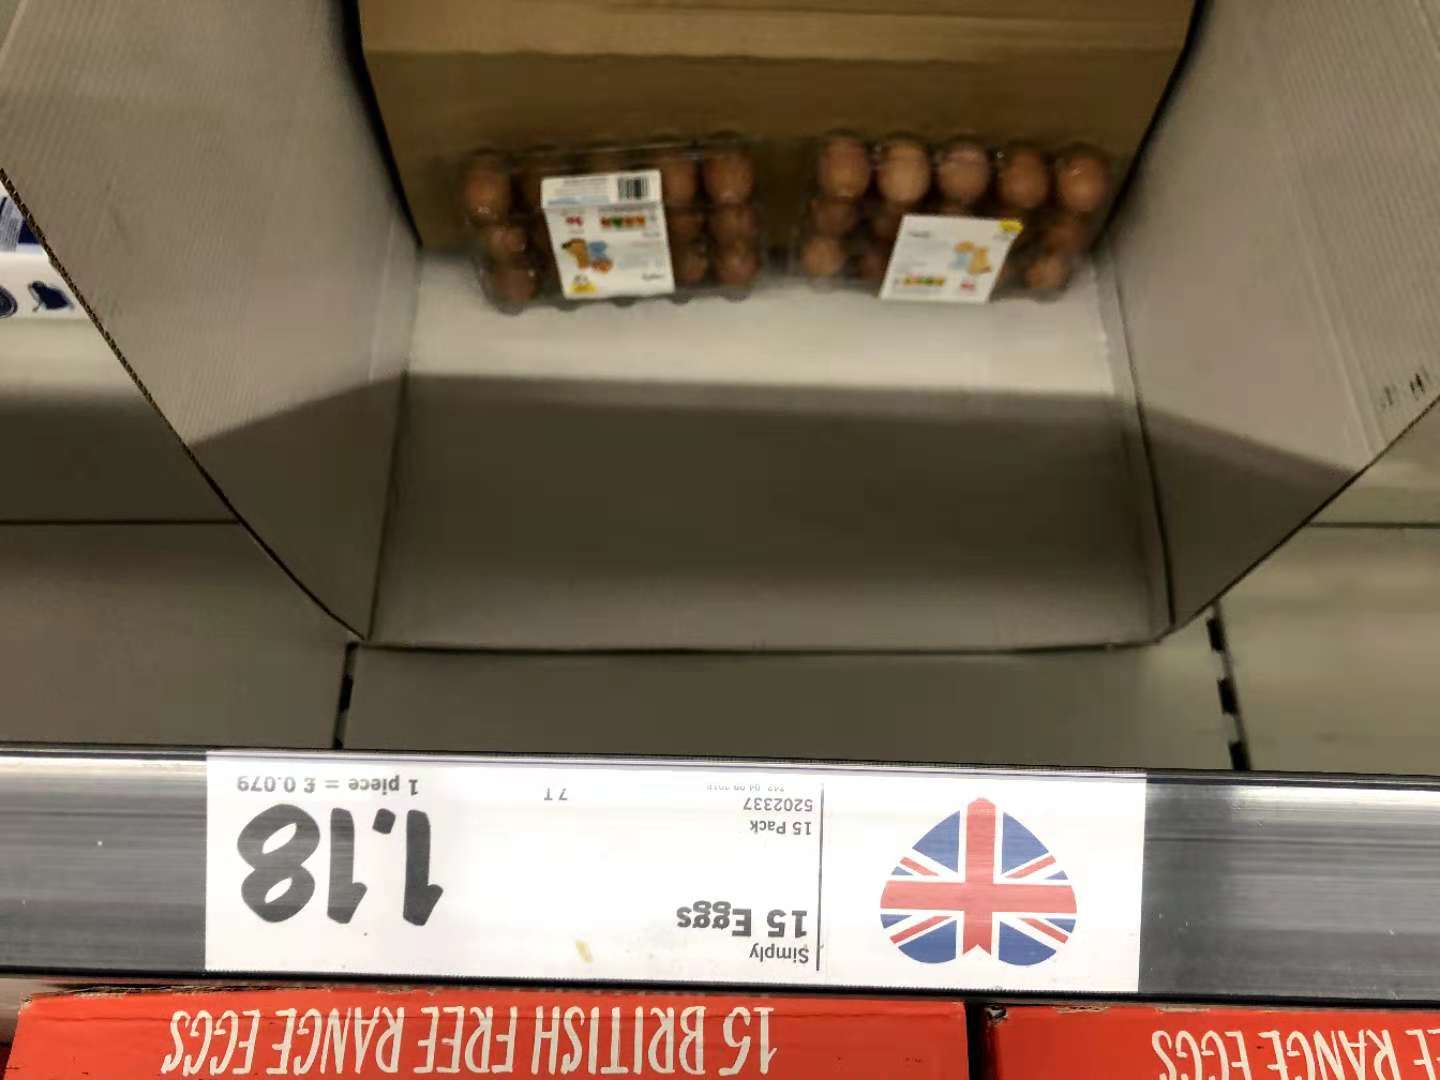 Simply
15 Eggs
15 Pack
5202337
7 T
1.18
1 piece = £ 0.079
15 BRITISH FREE RANGE EGGS
E RANGE EGGS